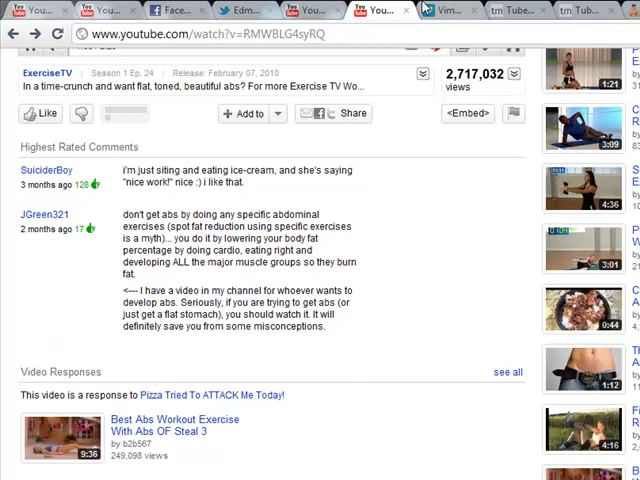 You
You
Face
Edm
You
You
Vim
Tube
Tub
www.youtube.com/watch?v=RMWBLG4syRQ
ExerciseTV | Season 1 Ep. 24 | Release: February 07, 2010
In a time-crunch and want flat, toned, beautiful abs? For more Exercise TV Wo...
2,717,032
views
Like
Add to
Share
<Embed>
Highest Rated Comments
SuiciderBoy
3 months ago 128
i'm just siting and eating ice-cream, and she's saying
"nice work!" nice :) i like that.
JGreen321
2 months ago 17
don't get abs by doing any specific abdominal
exercises (spot fat reduction using specific exercises
is a myth)... you do it by lowering your body fat
percentage by doing cardio, eating right and
developing ALL the major muscle groups so they burn
fat.
<--- I have a video in my channel for whoever wants to
develop abs. Seriously, if you are trying to get abs (or
just get a flat stomach), you should watch it. It will
definitely save you from some misconceptions.
Video Responses
see all
This video is a response to Pizza Tried To ATTACK Me Today!
Best Abs Workout Exercise
With Abs OF Steal 3
by b2b567
249,098 views
9:36
1:21
3:09
4:36
3:01
0:44
1:12
4:16